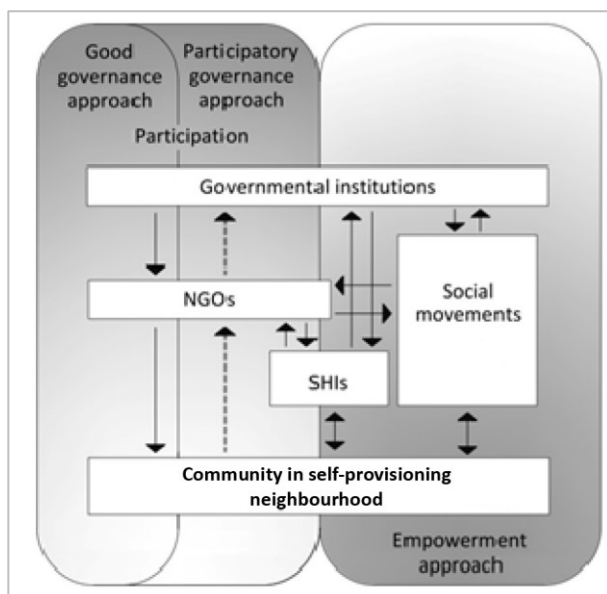 Good
governance
approach
Participatory
governance
approach
Participation
Governmental institutions
NGOs
Social
movements
SHIs
Community in self-provisioning
neighbourhood
Empowerment
approach